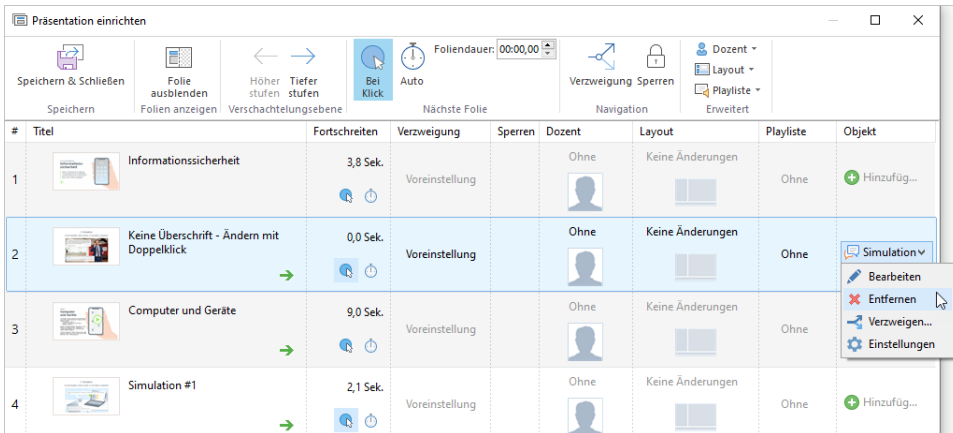 Präsentation einrichten
Foliendauer: 00:00,00
Dozent
Layout
Playliste
Speichern & Schließen
Folie ausblenden
Höher stufen
Tiefer stufen
Bei Klick
Auto
Verzweigung
Sperren
Speichern
Folien anzeigen
Verschachtelungsebene
Nächste Folie
Navigation
Erweitert
# Titel Fortschreiten Verzweigung Sperren Dozent Layout Playliste Objekt
1
Informationssicherheit
3,8 Sek.
Voreinstellung
Ohne
Keine Änderungen
Ohne
Hinzufüg...
2
Keine Überschrift - Ändern mit
Doppelklick
0,0 Sek.
Voreinstellung
Ohne
Keine Änderungen
Ohne
Simulation
Bearbeiten
Entfernen
Verzweigen...
Einstellungen
3
Computer und Geräte
9,0 Sek.
Voreinstellung
Ohne
Keine Änderungen
Ohne
4
Simulation #1
2,1 Sek.
Voreinstellung
Ohne
Keine Änderungen
Ohne
Hinzufüg...